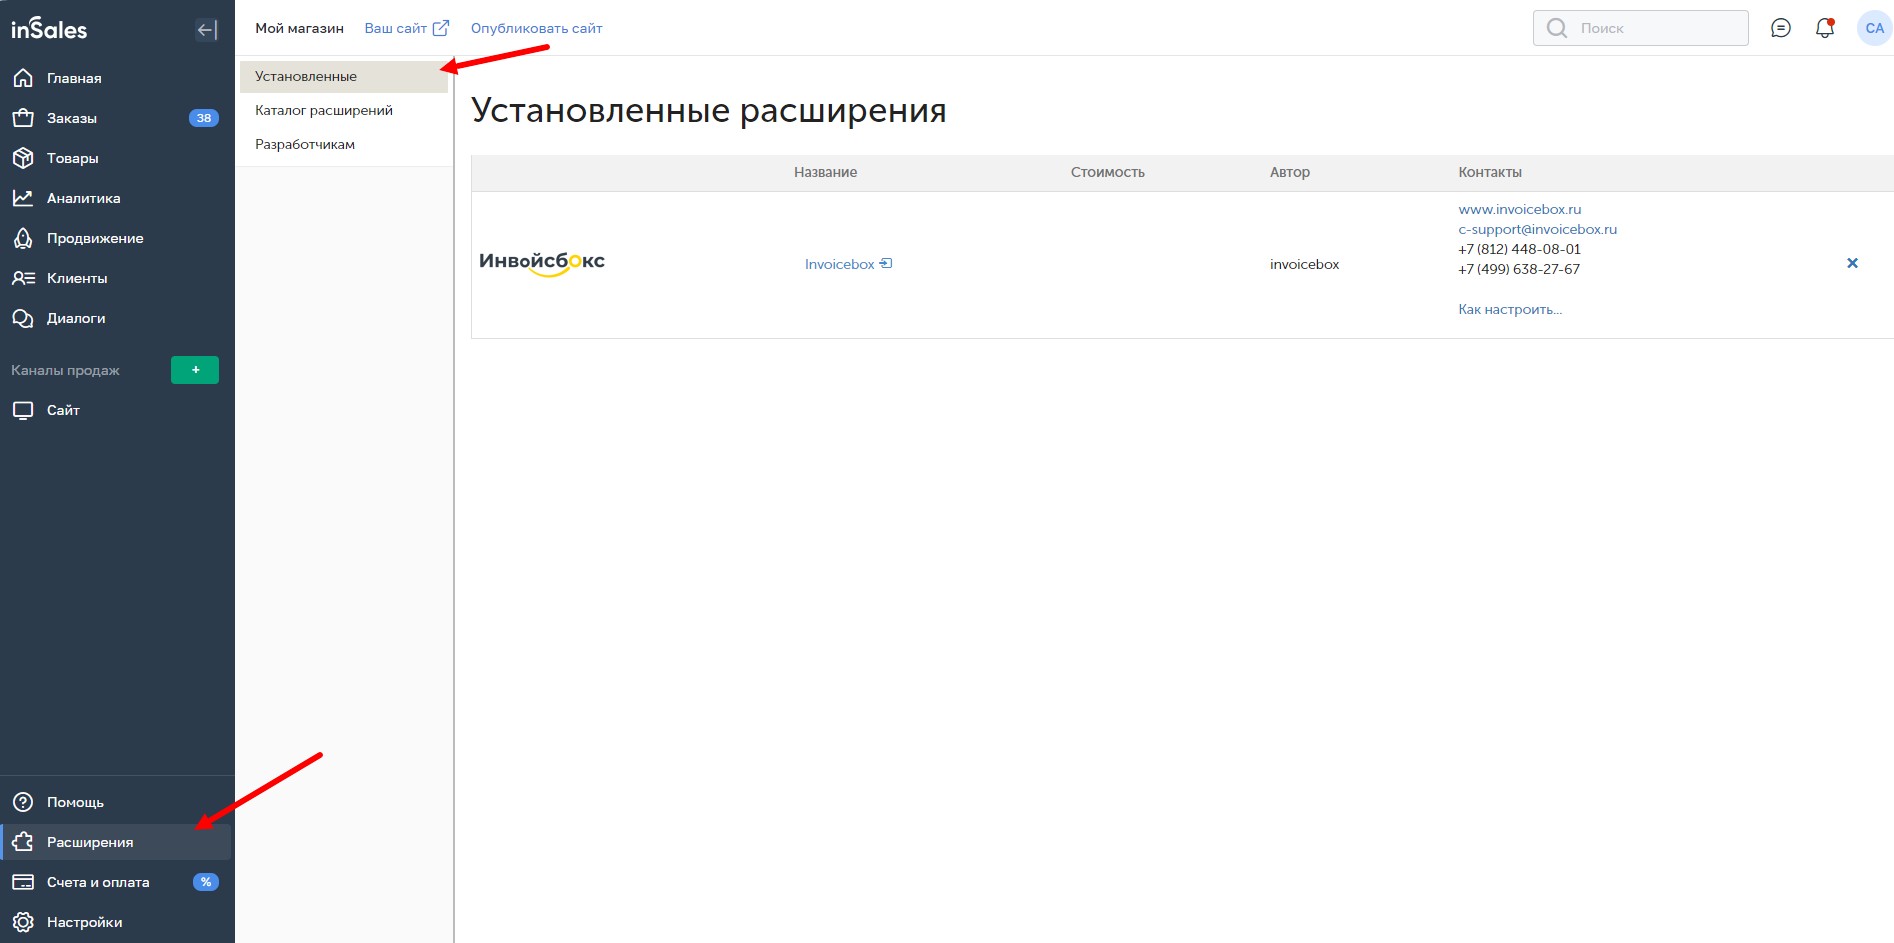 inSales
Мой магазин Ваш сайт Опубликовать сайт Поиск СА
Главная
Заказы 38
Товары
Аналитика
Продвижение
Клиенты
Диалоги
Каналы продаж +
Сайт
Помощь
Расширения
Счета и оплата %
Настройки
Установленные
Каталог расширений
Разработчикам
Установленные расширения
Название Стоимость Автор Контакты
Инвойсбокс Invoicebox invoicebox
www.invoicebox.ru
c-support@invoicebox.ru
+7 (812) 448-08-01
+7 (499) 638-27-67
Как настроить...